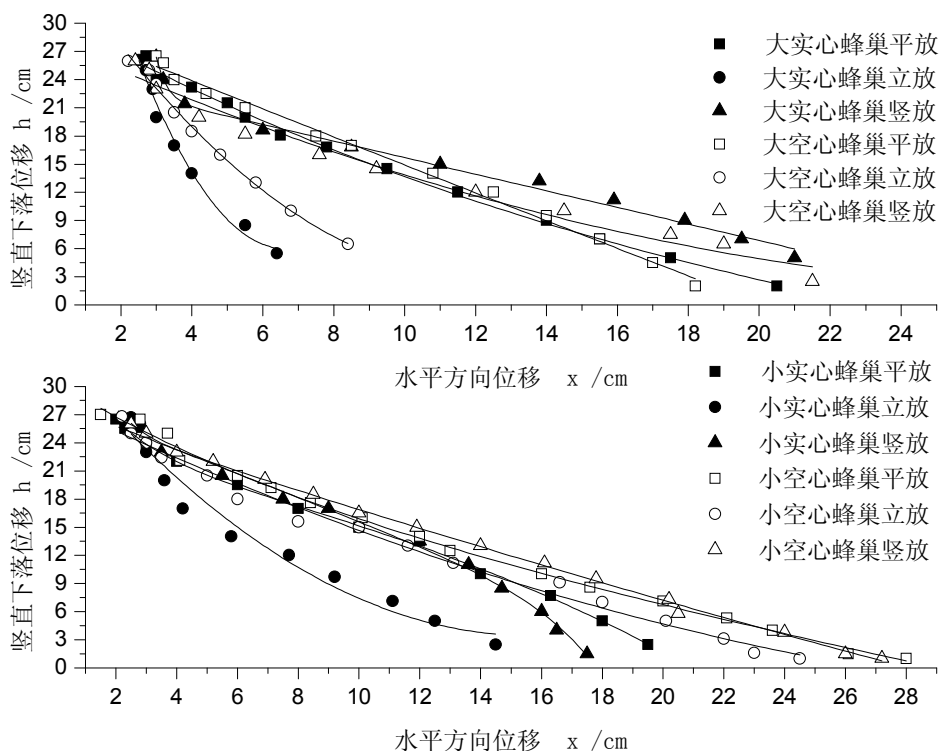 30
27
24
21
18
15
12
9
6
3
0
竖直下落位移 h /cm
2 4 6 8 10 12 14 16 18 20 22 24
水平方向位移 x /cm
大实心蜂巢平放
大实心蜂巢立放
大实心蜂巢竖放
大空心蜂巢平放
大空心蜂巢立放
大空心蜂巢竖放
30
27
24
21
18
15
12
9
6
3
0
竖直下落位移 h /cm
2 4 6 8 10 12 14 16 18 20 22 24 26 28
水平方向位移 x /cm
小实心蜂巢平放
小实心蜂巢立放
小实心蜂巢竖放
小空心蜂巢平放
小空心蜂巢立放
小空心蜂巢竖放